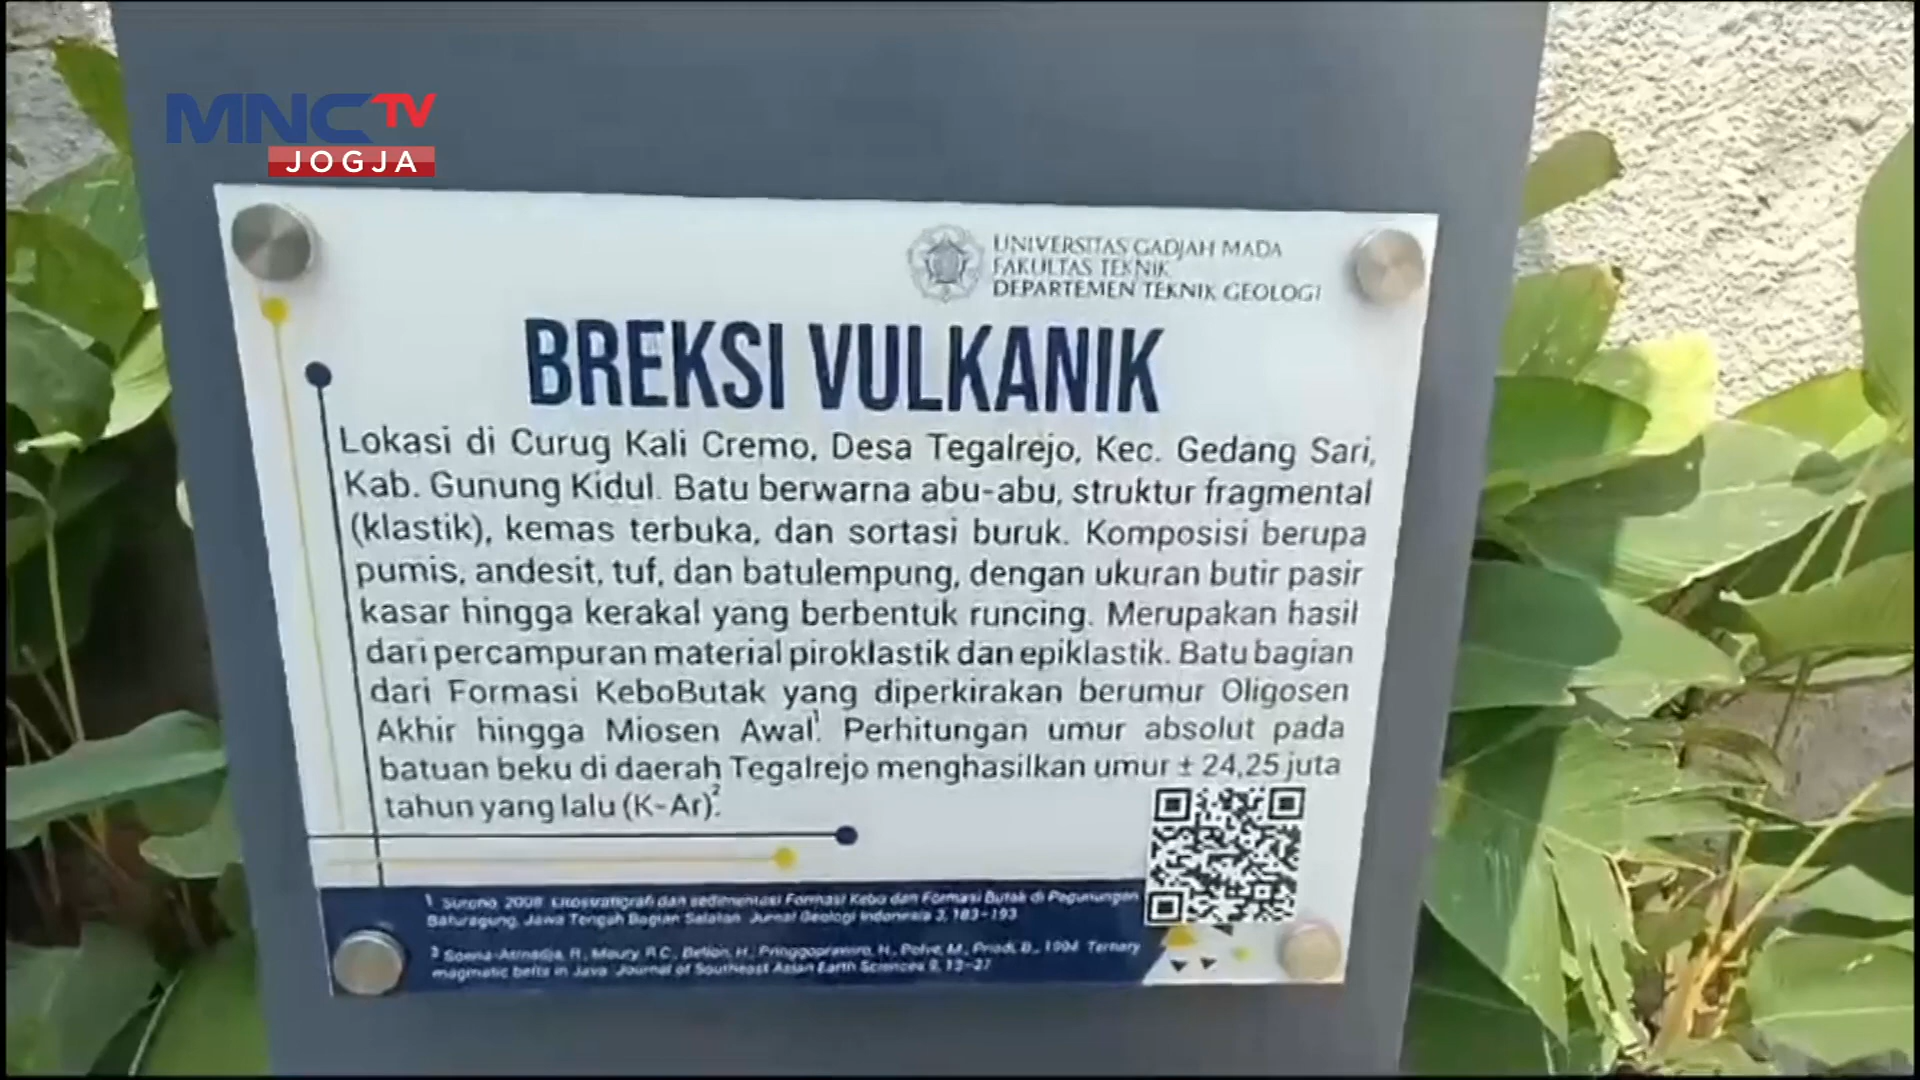 MNCTV
JOGJA
UNIVERSITAS GADJAH MADA
FAKULTAS TEKNIK
DEPARTEMEN TEKNIK GEOLOGI
BREKSI VULKANIK
Lokasi di Curug Kali Cremo, Desa Tegalrejo, Kec. Gedang Sari,
Kab. Gunung Kidul. Batu berwarna abu-abu, struktur fragmental
(klastik), kemas terbuka, dan sortasi buruk. Komposisi berupa
pumis, andesit, tuf, dan batulempung, dengan ukuran butir pasir
kasar hingga kerakal yang berbentuk runcing. Merupakan hasil
dari percampuran material piroklastik dan epiklastik. Batu bagian
dari Formasi KeboButak yang diperkirakan berumur Oligosen
Akhir hingga Miosen Awal¹. Perhitungan umur absolut pada
batuan beku di daerah Tegalrejo menghasilkan umur ± 24,25 juta
tahun yang lalu (K-Ar)².
¹ Surono, 2008. Litostratigrafi dan sedimentasi Formasi Kebo dan Formasi Butak di Pegunungan
Baturagung, Jawa Tengah Bagian Selatan. Jurnal Geologi Indonesia 3, 183-193
Soeria-Atmadja, R., Maury, R.C., Bellon, H., Pringgoprawiro, H., Polve, M., Priadi, B., 1994. Tertiary
magmatic belts in Java. Journal of Southeast Asian Earth Sciences 9, 13-27